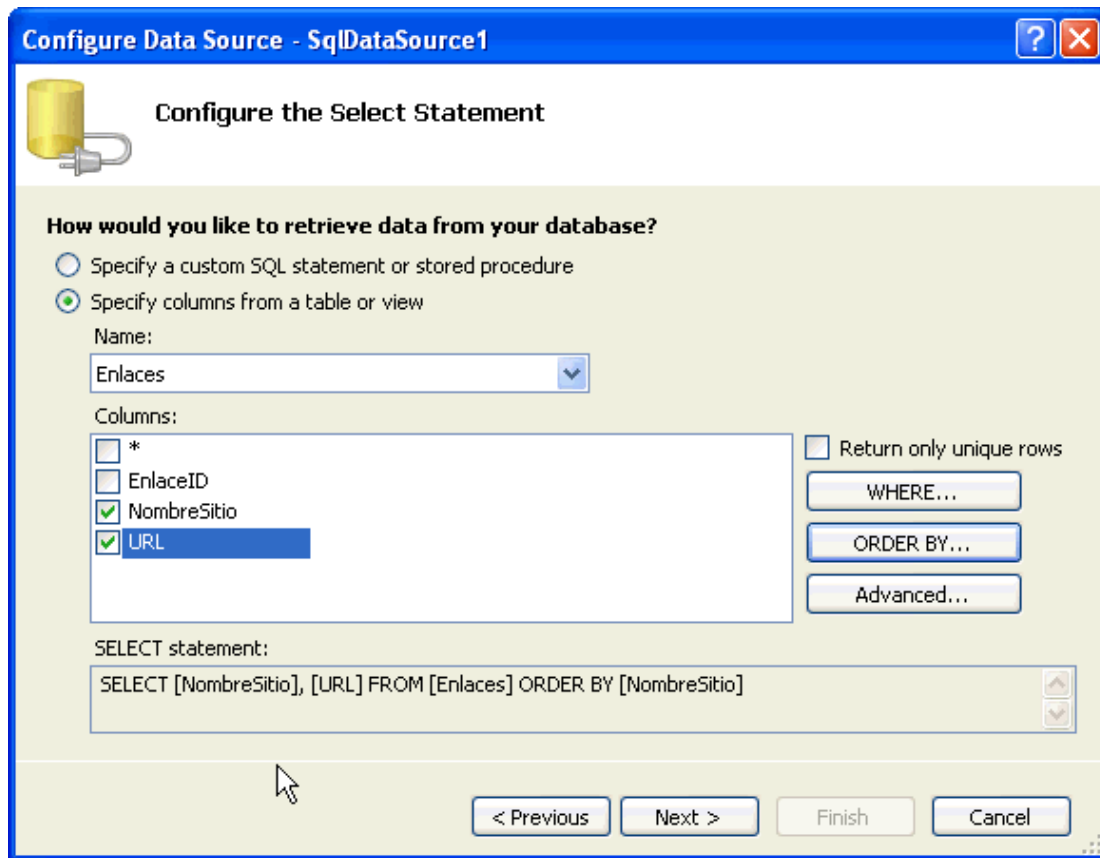 Configure Data Source - SqlDataSource1
Configure the Select Statement
How would you like to retrieve data from your database?
Specify a custom SQL statement or stored procedure
Specify columns from a table or view
Name:
Enlaces
Columns:
*
EnlaceID
NombreSitio
URL
Return only unique rows
WHERE...
ORDER BY...
Advanced...
SELECT statement:
SELECT [NombreSitio], [URL] FROM [Enlaces] ORDER BY [NombreSitio]
< Previous
Next >
Finish
Cancel